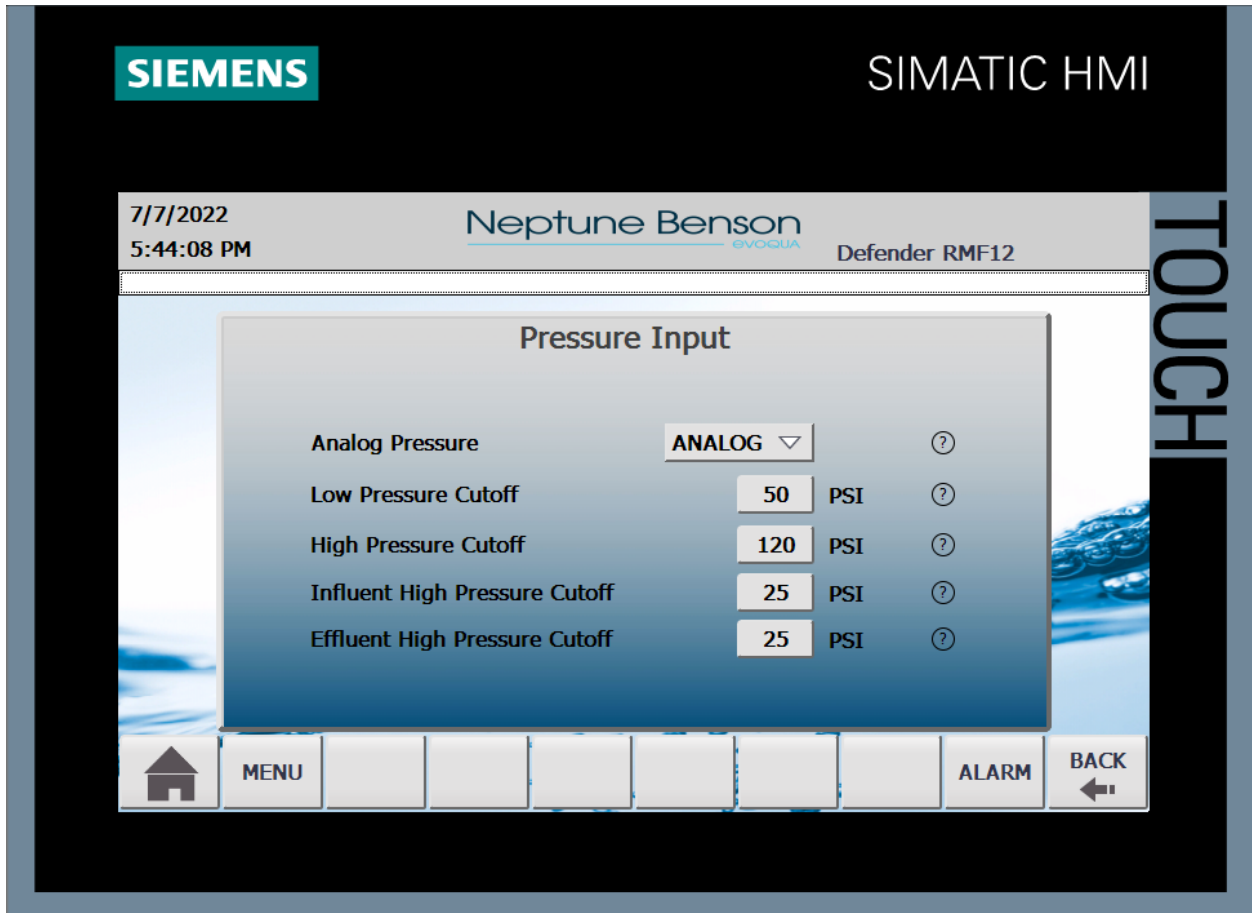 SIEMENS
SIMATIC HMI
TOUCH
7/7/2022
5:44:08 PM
Neptune Benson
evoqua
Defender RMF12
Pressure Input
Analog Pressure ANALOG ?
Low Pressure Cutoff 50 PSI ?
High Pressure Cutoff 120 PSI ?
Influent High Pressure Cutoff 25 PSI ?
Effluent High Pressure Cutoff 25 PSI ?
MENU ALARM BACK